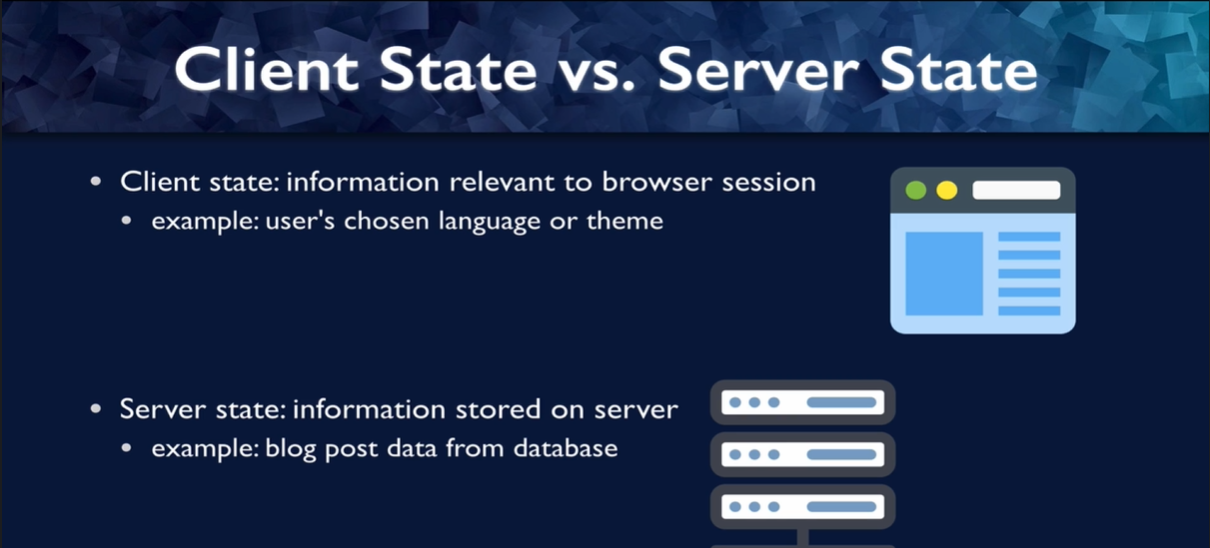 Client State vs. Server State
• Client state: information relevant to browser session
• example: user's chosen language or theme
• Server state: information stored on server
• example: blog post data from database